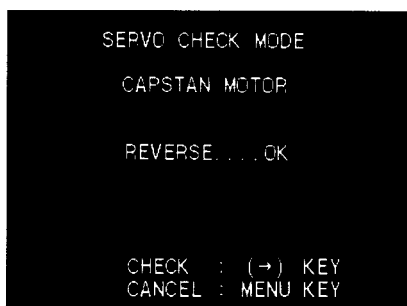 SERVO CHECK MODE
CAPSTAN MOTOR
REVERSE....OK
CHECK : (→) KEY
CANCEL : MENU KEY